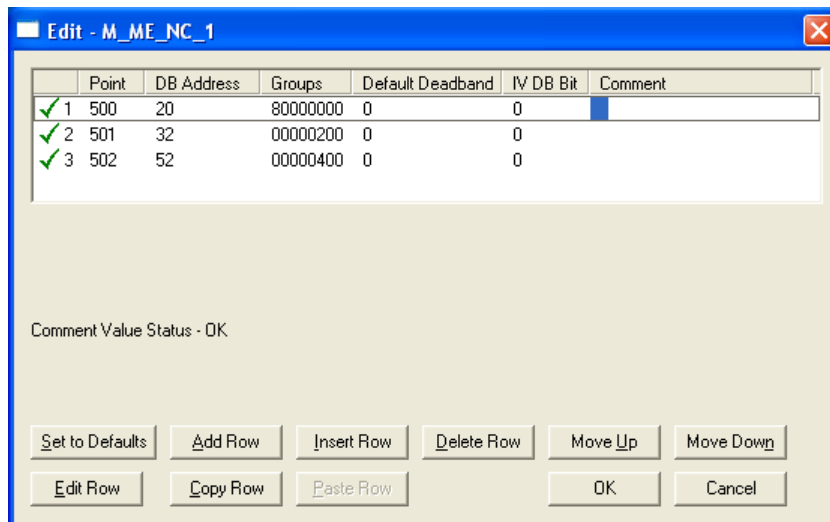 Edit - M_ME_NC_1
Point DB Address Groups Default Deadband IV DB Bit Comment
1 500 20 80000000 0 0
2 501 32 00000200 0 0
3 502 52 00000400 0 0
Comment Value Status - OK
Set to Defaults Add Row Insert Row Delete Row Move Up Move Down
Edit Row Copy Row Paste Row OK Cancel